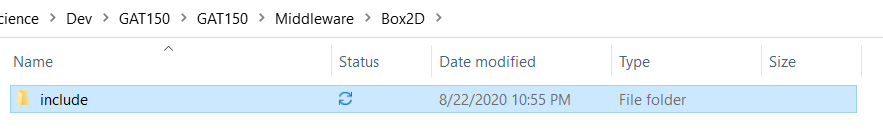 cience > Dev > GAT150 > GAT150 > Middleware > Box2D >
Name Status Date modified Type Size
include 8/22/2020 10:55 PM File folder